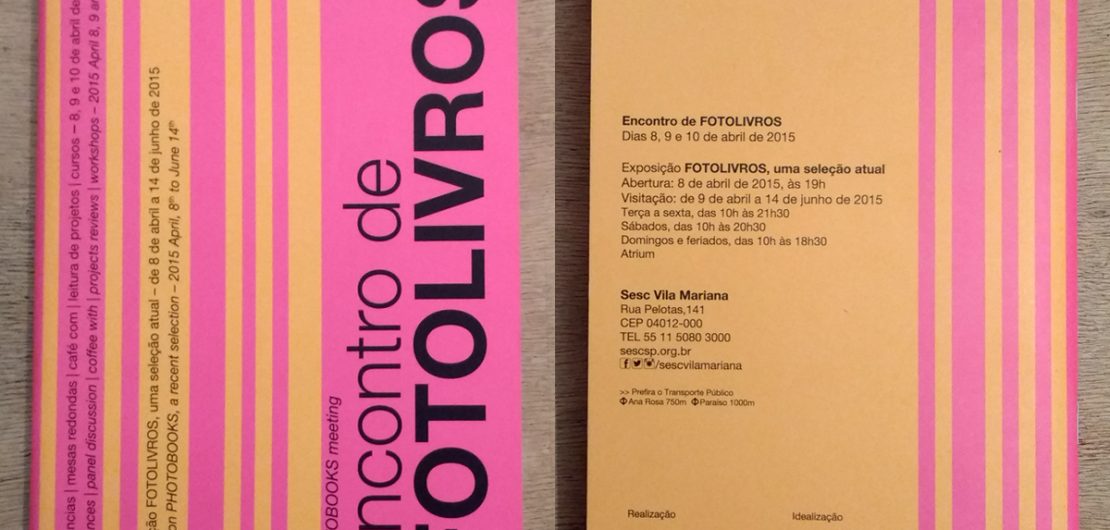 ncias | mesas redondas | café com | leitura de projetos | cursos – 8, 9 e 10 de abril de
nces | panel discussion | coffee with | projects reviews | workshops – 2015 April 8, 9 an
ão FOTOLIVROS, uma seleção atual – de 8 de abril a 14 de junho de 2015
on PHOTOBOOKS, a recent selection – 2015 April, 8th to June 14th
OBOOKS meeting
ncontro de
FOTOLIVROS
Encontro de FOTOLIVROS
Dias 8, 9 e 10 de abril de 2015
Exposição FOTOLIVROS, uma seleção atual
Abertura: 8 de abril de 2015, às 19h
Visitação: de 9 de abril a 14 de junho de 2015
Terça a sexta, das 10h às 21h30
Sábados, das 10h às 20h30
Domingos e feriados, das 10h às 18h30
Atrium
Sesc Vila Mariana
Rua Pelotas,141
CEP 04012-000
TEL 55 11 5080 3000
sescsp.org.br
/sescvilamariana
>> Prefira o Transporte Público
Ana Rosa 750m Paraíso 1000m
Realização
Idealização